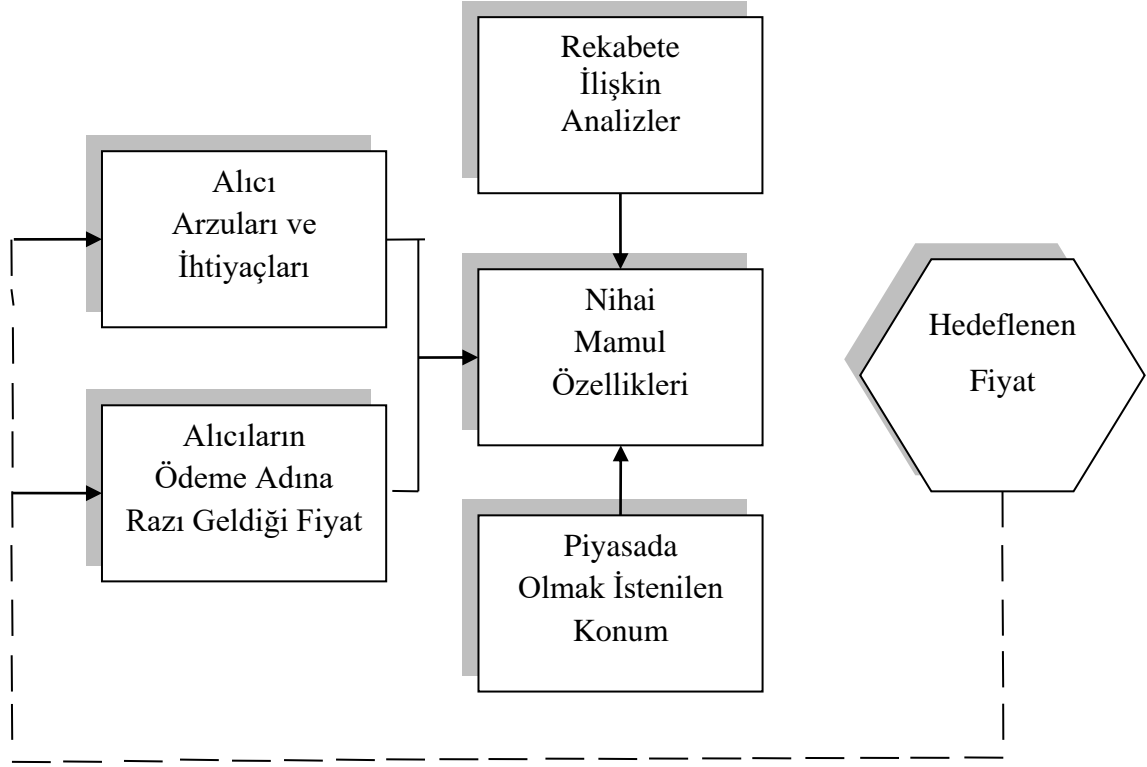 Rekabete
İlişkin
Analizler
Alıcı
Arzuları ve
İhtiyaçları
Nihai
Mamul
Özellikleri
Hedeflenen
Fiyat
Alıcıların
Ödeme Adına
Razı Geldiği Fiyat
Piyasada
Olmak İstenilen
Konum